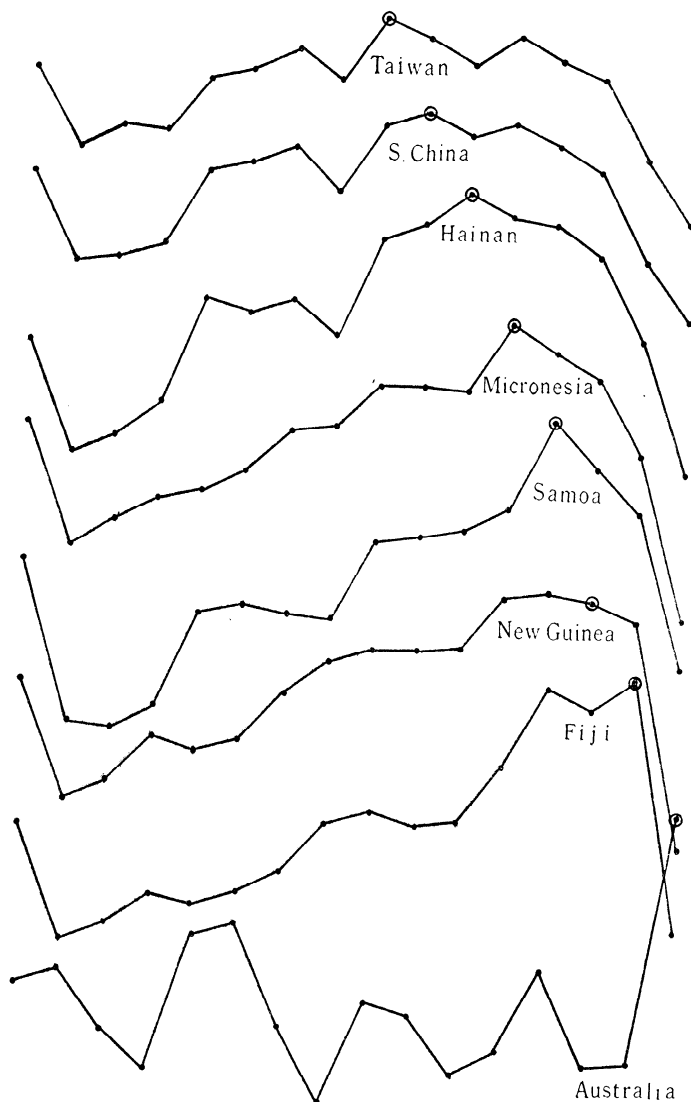 Taiwan
S. China
Hainan
Micronesia
Samoa
New Guinea
Fiji
Australia